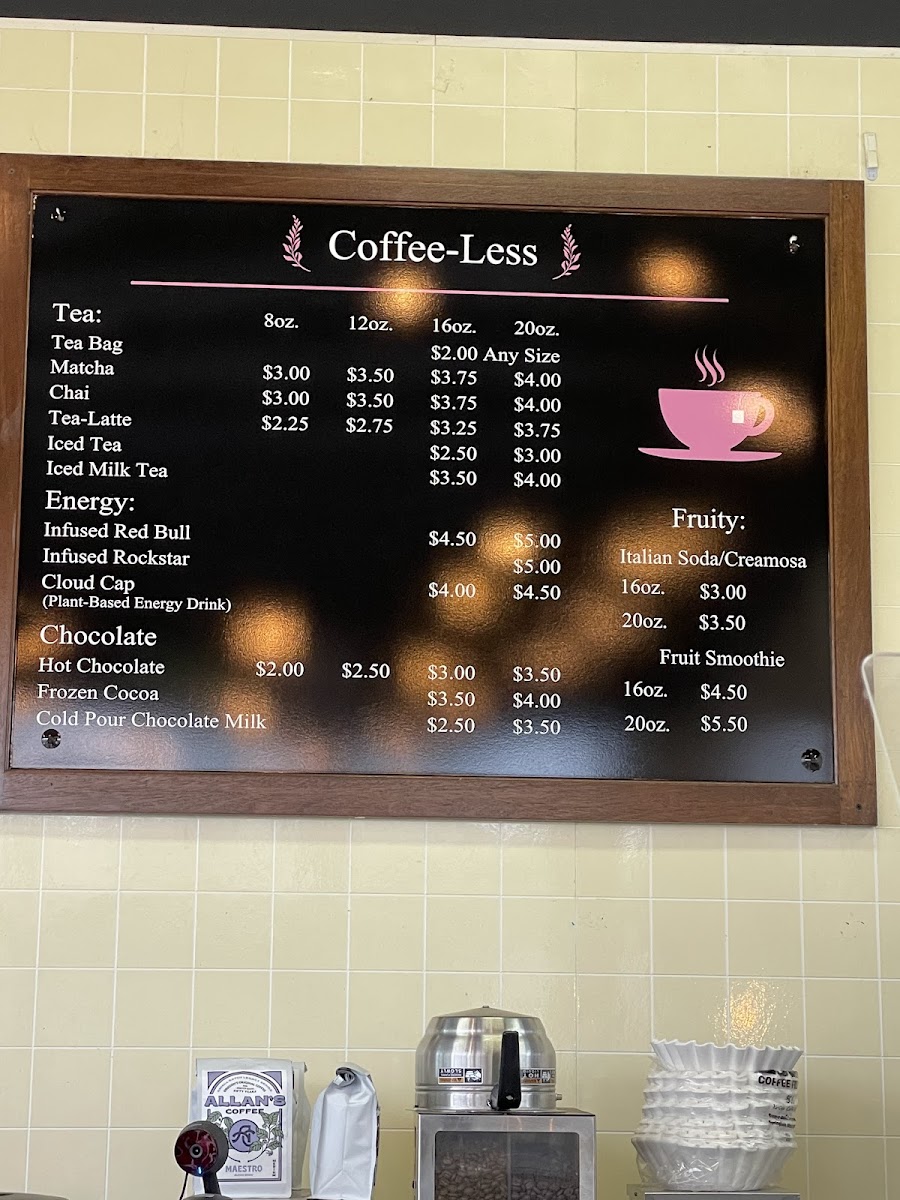 Coffee-Less
Tea: 8oz. 12oz. 16oz. 20oz.
Tea Bag $2.00 Any Size
Matcha $3.00 $3.50 $3.75 $4.00
Chai $3.00 $3.50 $3.75 $4.00
Tea-Latte $2.25 $2.75 $3.25 $3.75
Iced Tea $2.50 $3.00
Iced Milk Tea $3.50 $4.00
Energy:
Infused Red Bull $4.50 $5.00
Infused Rockstar $5.00
Cloud Cap $4.00 $4.50
(Plant-Based Energy Drink)
Chocolate
Hot Chocolate $2.00 $2.50 $3.00 $3.50
Frozen Cocoa $3.50 $4.00
Cold Pour Chocolate Milk $2.50 $3.50
Fruity:
Italian Soda/Creamosa
16oz. $3.00
20oz. $3.50
Fruit Smoothie
16oz. $4.50
20oz. $5.50
ALLAN'S
COFFEE
MAESTRO
COFFEE